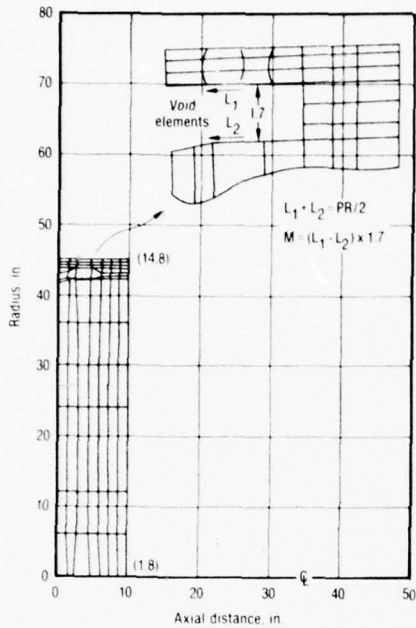 80
70
60
50
40
30
20
10
0
Radius, in
Void
elements
L1
L2
1.7
L1 + L2 = PR/2
M = (L1 - L2) x 1.7
(14.8)
(1.8)
0
10
20
30
40
50
℄
Axial distance, in.